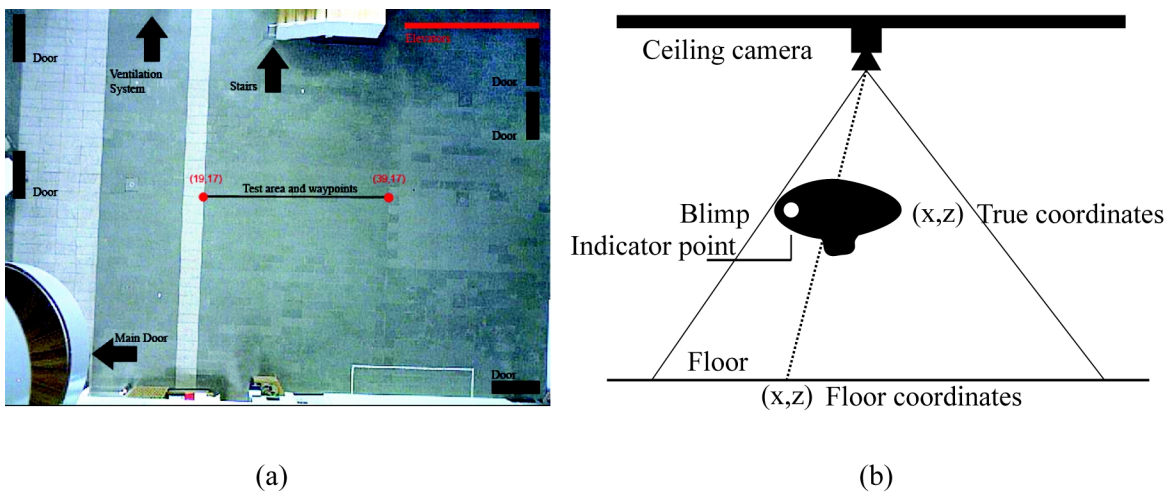 Elevators
Door
Door
Ventilation
System
Stairs
Door
Door
(19,17)
(39,17)
Test area and waypoints
Door
Main Door
Door
(a)
Ceiling camera
Blimp
(x,z) True coordinates
Indicator point
Floor
(x,z) Floor coordinates
(b)